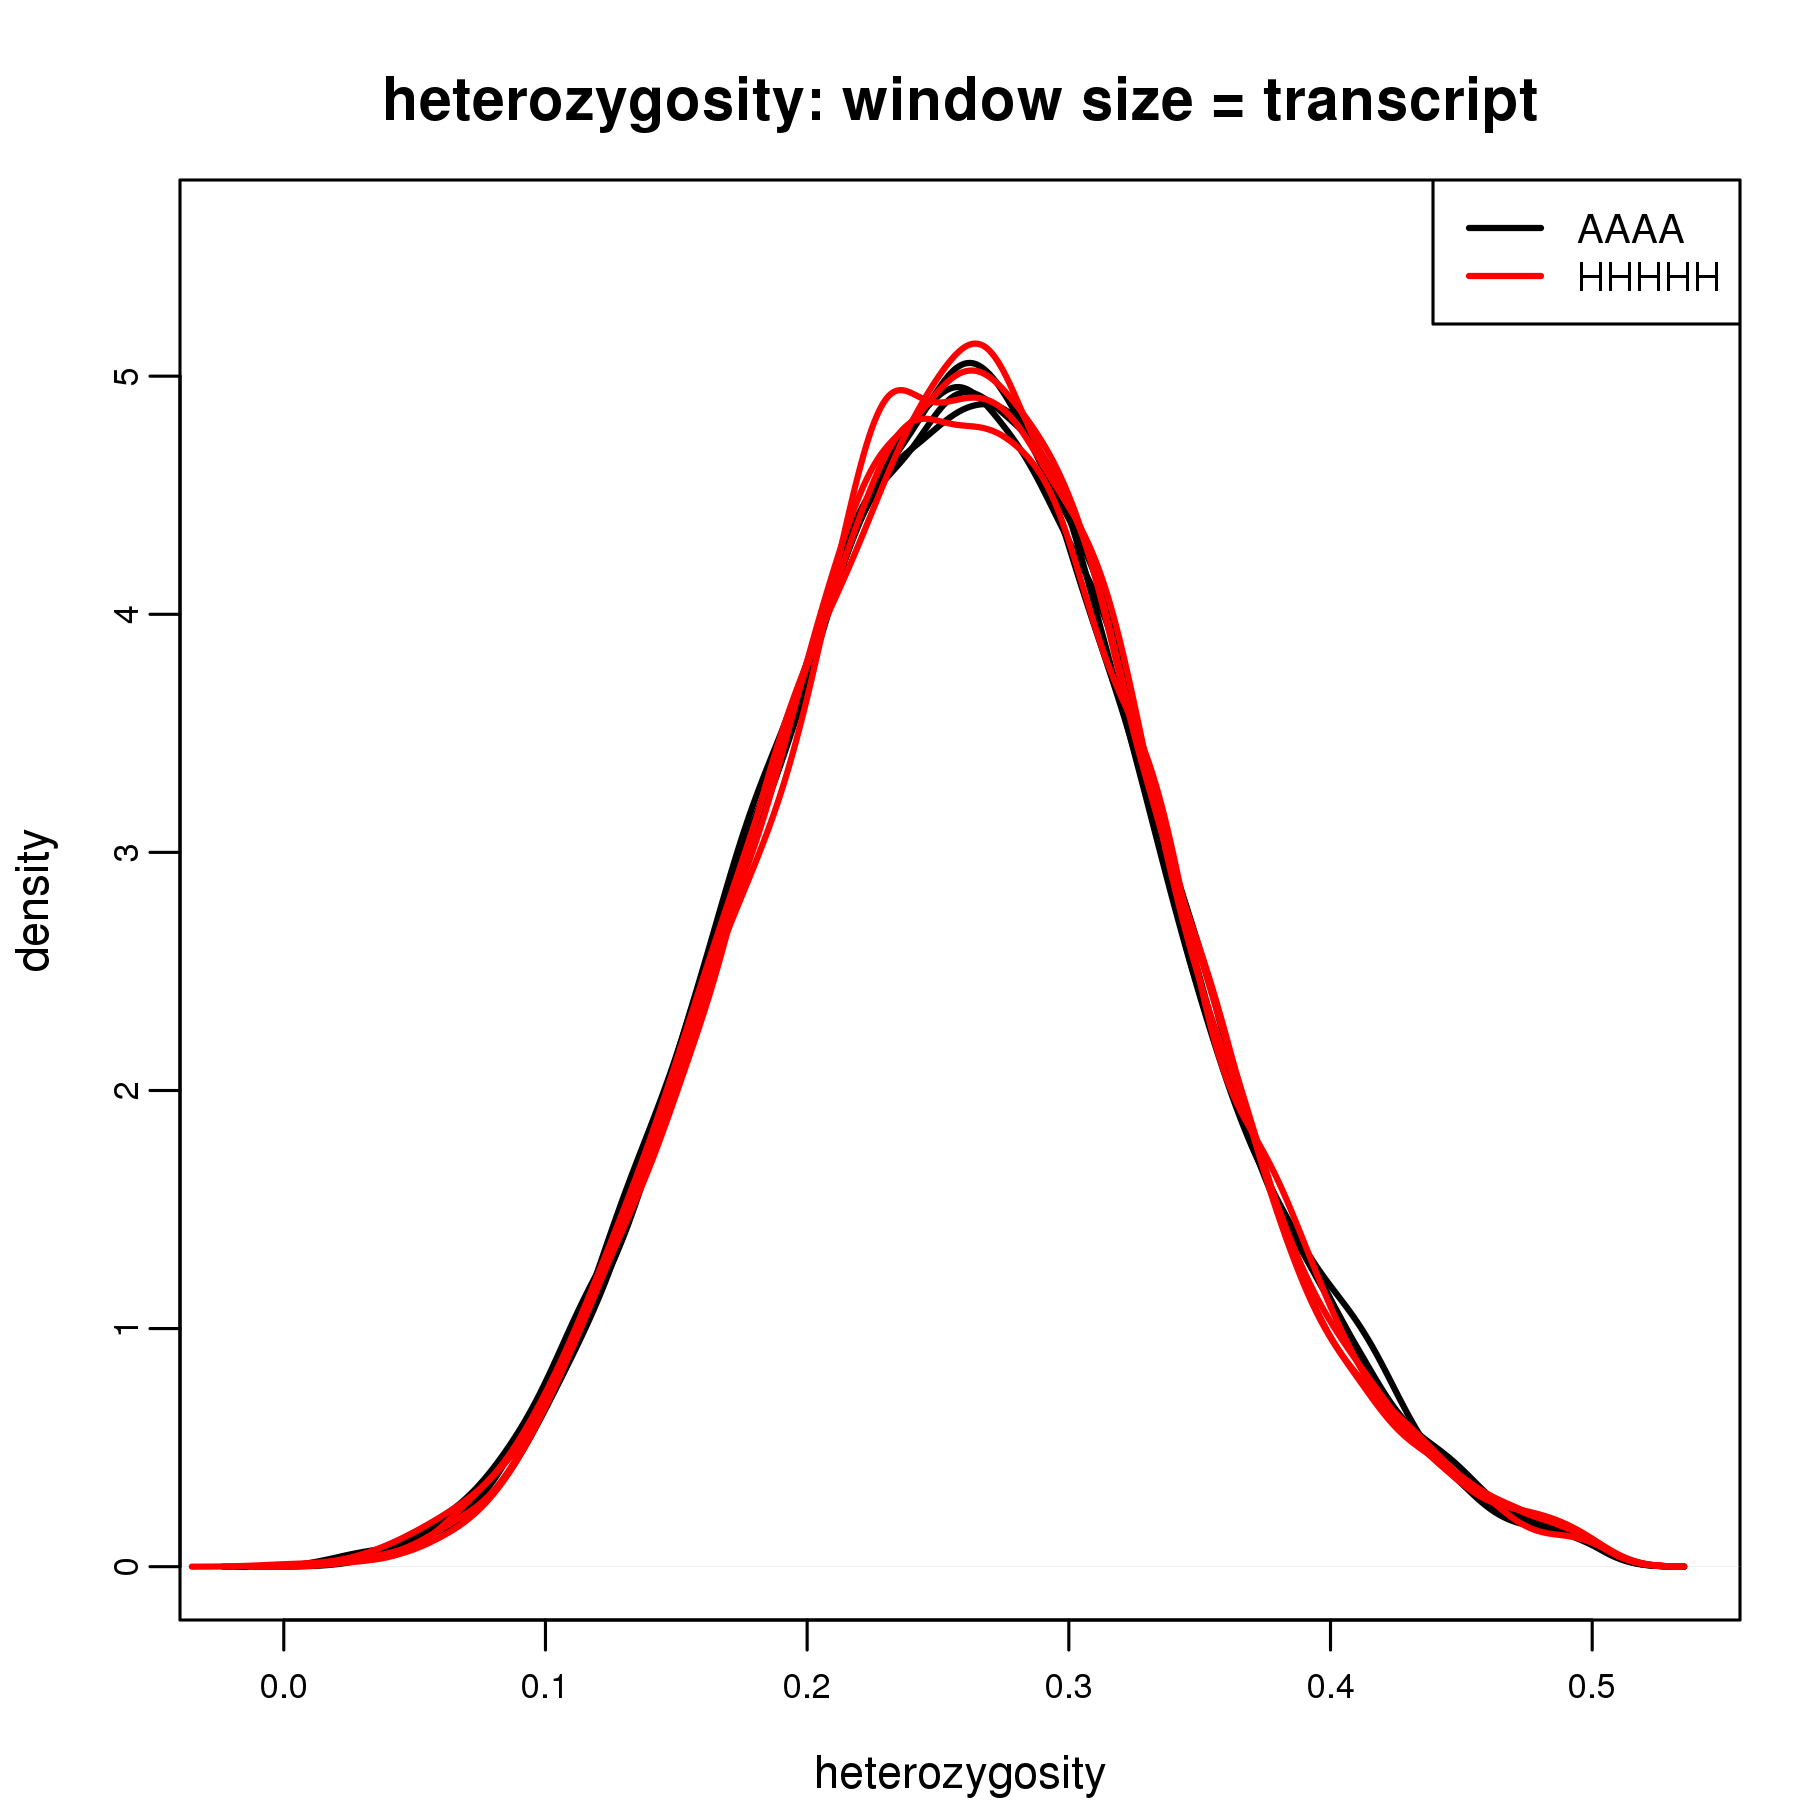 heterozygosity: window size = transcript
AAAA
HHHHH
density
5
4
3
2
1
0
0.0 0.1 0.2 0.3 0.4 0.5
heterozygosity